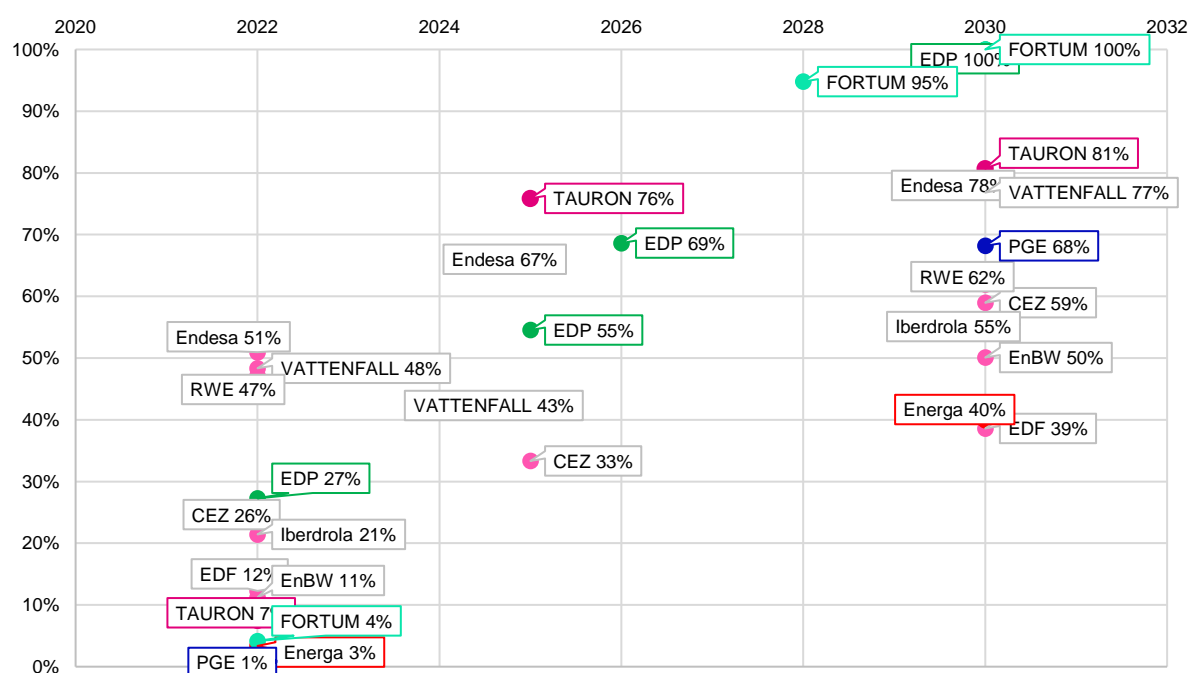 2020 2022 2024 2026 2028 2030 2032
100%
FORTUM 100%
EDP 100%
FORTUM 95%
90%
TAURON 81%
80%
Endesa 78%
VATTENFALL 77%
TAURON 76%
70%
EDP 69%
PGE 68%
Endesa 67%
RWE 62%
60%
CEZ 59%
Iberdrola 55%
EDP 55%
Endesa 51%
50%
EnBW 50%
VATTENFALL 48%
RWE 47%
VATTENFALL 43%
Energa 40%
40%
EDF 39%
CEZ 33%
30%
EDP 27%
CEZ 26%
Iberdrola 21%
20%
EDF 12%
EnBW 11%
10%
TAURON 7%
FORTUM 4%
Energa 3%
PGE 1%
0%